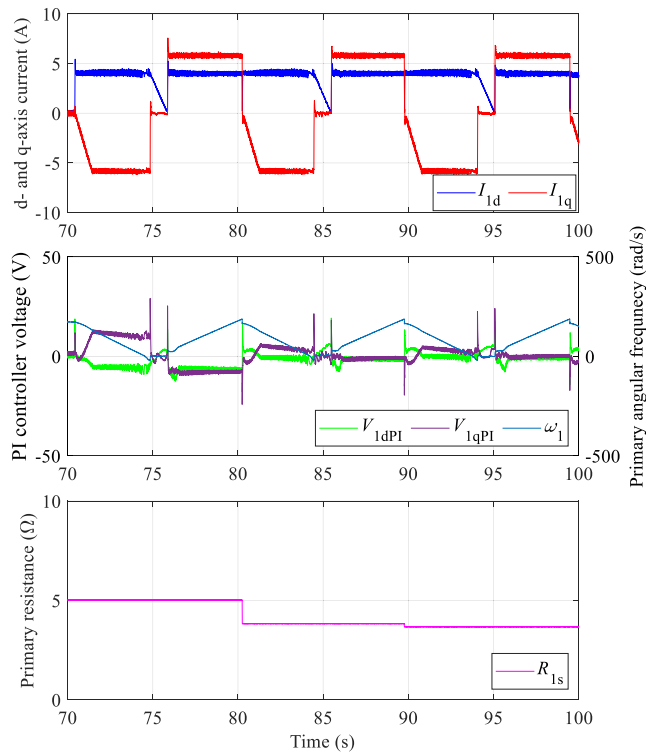 d- and q-axis current (A)
10
5
0
-5
-10
70 75 80 85 90 95 100
I1d I1q
PI controller voltage (V)
50
0
-50
500
0
-500
Primary angular frequnecy (rad/s)
V1dPI V1qPI ω1
70 75 80 85 90 95 100
Primary resistance (Ω)
10
5
0
R1s
70 75 80 85 90 95 100
Time (s)